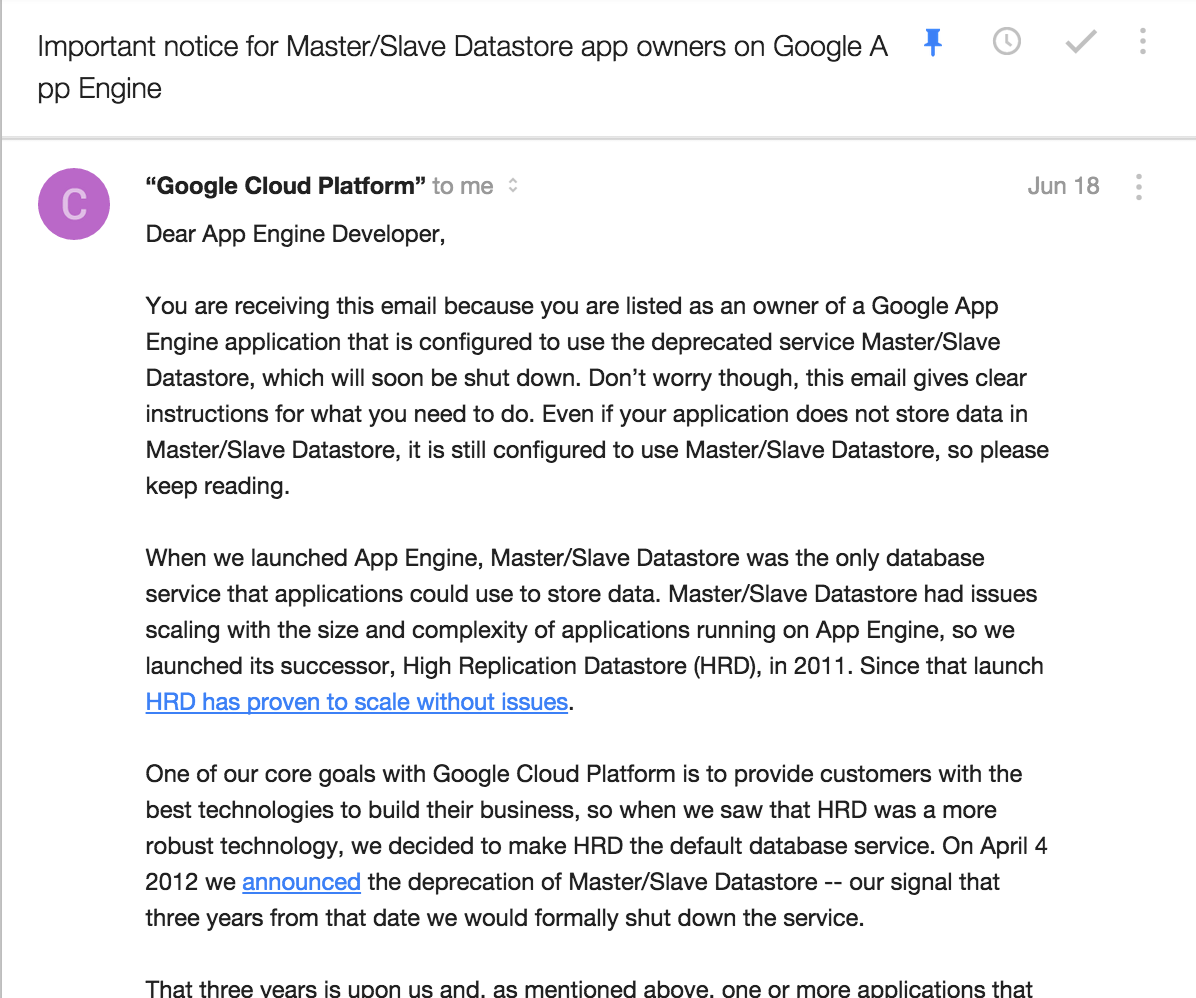 Important notice for Master/Slave Datastore app owners on Google A
pp Engine
C
“Google Cloud Platform” to me
Jun 18
Dear App Engine Developer,
You are receiving this email because you are listed as an owner of a Google App
Engine application that is configured to use the deprecated service Master/Slave
Datastore, which will soon be shut down. Don’t worry though, this email gives clear
instructions for what you need to do. Even if your application does not store data in
Master/Slave Datastore, it is still configured to use Master/Slave Datastore, so please
keep reading.
When we launched App Engine, Master/Slave Datastore was the only database
service that applications could use to store data. Master/Slave Datastore had issues
scaling with the size and complexity of applications running on App Engine, so we
launched its successor, High Replication Datastore (HRD), in 2011. Since that launch
HRD has proven to scale without issues.
One of our core goals with Google Cloud Platform is to provide customers with the
best technologies to build their business, so when we saw that HRD was a more
robust technology, we decided to make HRD the default database service. On April 4
2012 we announced the deprecation of Master/Slave Datastore -- our signal that
three years from that date we would formally shut down the service.
That three years is upon us and, as mentioned above, one or more applications that